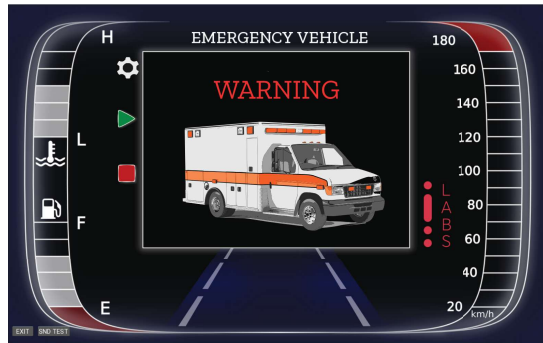 EMERGENCY VEHICLE
WARNING
H
L
F
E
180
160
140
120
100
80
60
40
20
km/h
L
A
B
S
EXIT
SND TEST